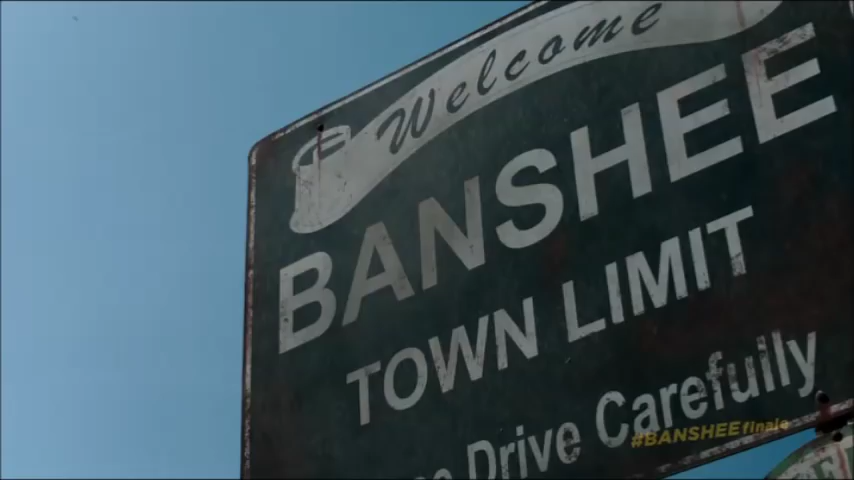 Welcome
BANSHEE
TOWN LIMIT
Drive Carefully
#BANSHEEfinale